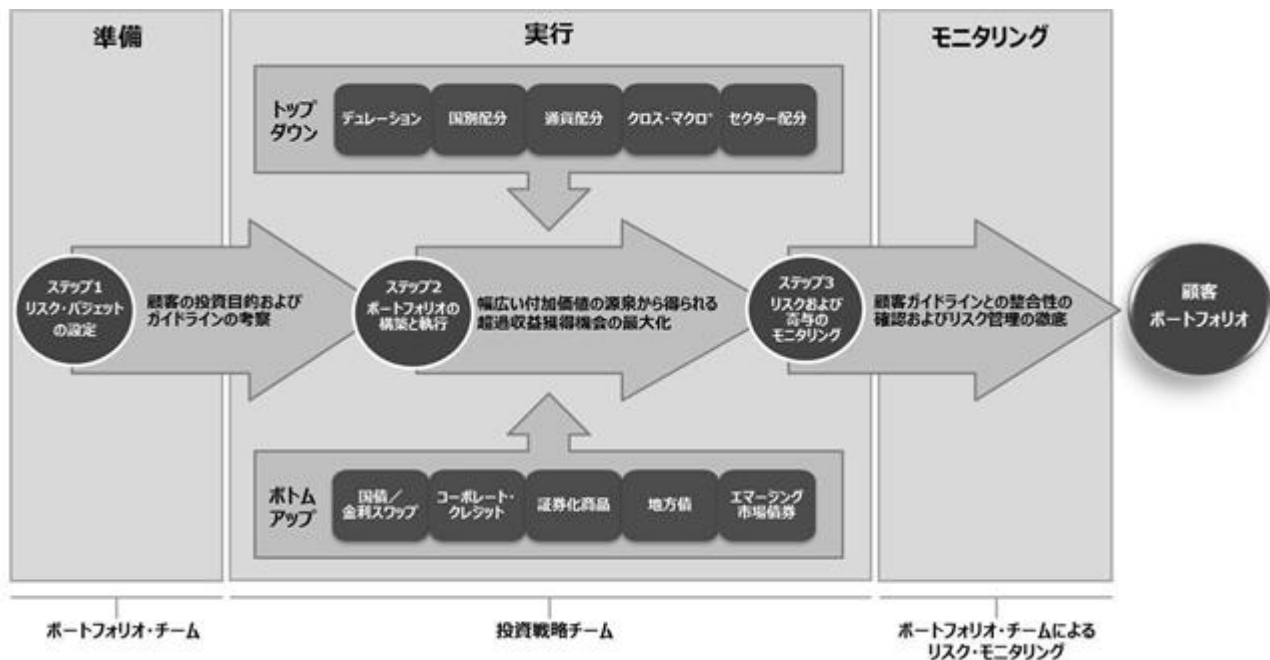 準備
実行
モニタリング
トップ
ダウン
デュレーション
国別配分
通貨配分
クロス・マクロ*
セクター配分
ステップ1
リスク・バジェット
の設定
顧客の投資目的および
ガイドラインの考察
ステップ2
ポートフォリオの
構築と執行
幅広い付加価値の源泉から得られる
超過収益獲得機会の最大化
ステップ3
リスクおよび
寄与の
モニタリング
顧客ガイドラインとの整合性の
確認およびリスク管理の徹底
顧客
ポートフォリオ
ボトム
アップ
国債／
金利スワップ
コーポレート・
クレジット
証券化商品
地方債
エマージング
市場債券
ポートフォリオ・チーム
投資戦略チーム
ポートフォリオ・チームによる
リスク・モニタリング